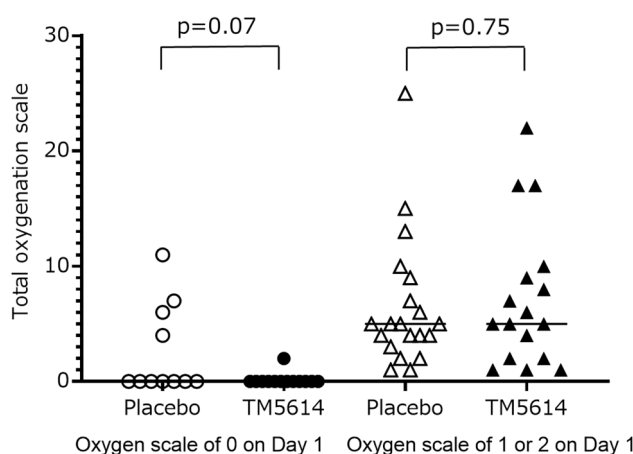 p=0.07
p=0.75
Total oxygenation scale
30
20
10
0
Placebo
TM5614
Placebo
TM5614
Oxygen scale of 0 on Day 1
Oxygen scale of 1 or 2 on Day 1